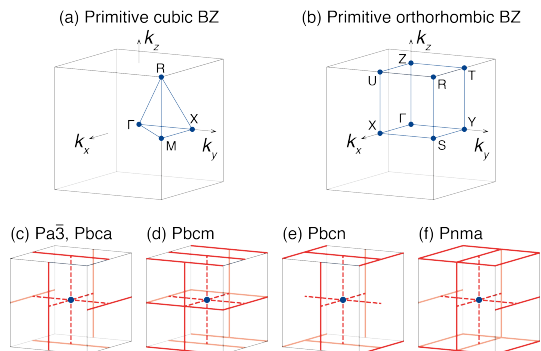 (a) Primitive cubic BZ
(b) Primitive orthorhombic BZ
k_z
k_z
R
Z
U
T
R
Γ
X
M
Γ
X
Y
S
k_x
k_y
k_x
k_y
(c) Pa3̅, Pbca
(d) Pbcm
(e) Pbcn
(f) Pnma